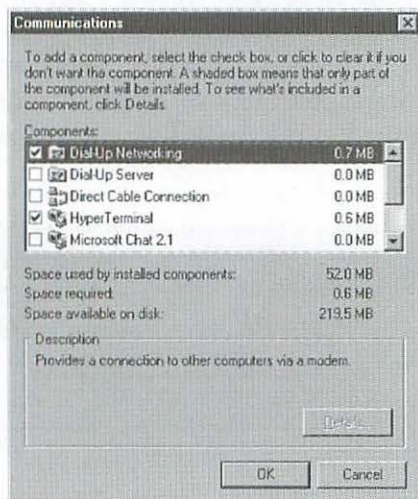 Communications
To add a component, select the check box, or click to clear it if you
don't want the component. A shaded box means that only part of
the component will be installed. To see what's included in a
component, click Details.
Components:
Dial-Up Networking 0.7 MB
Dial-Up Server 0.0 MB
Direct Cable Connection 0.0 MB
HyperTerminal 0.6 MB
Microsoft Chat 2.1 0.0 MB
Space used by installed components: 52.0 MB
Space required: 0.6 MB
Space available on disk: 219.5 MB
Description
Provides a connection to other computers via a modem.
Details...
OK Cancel